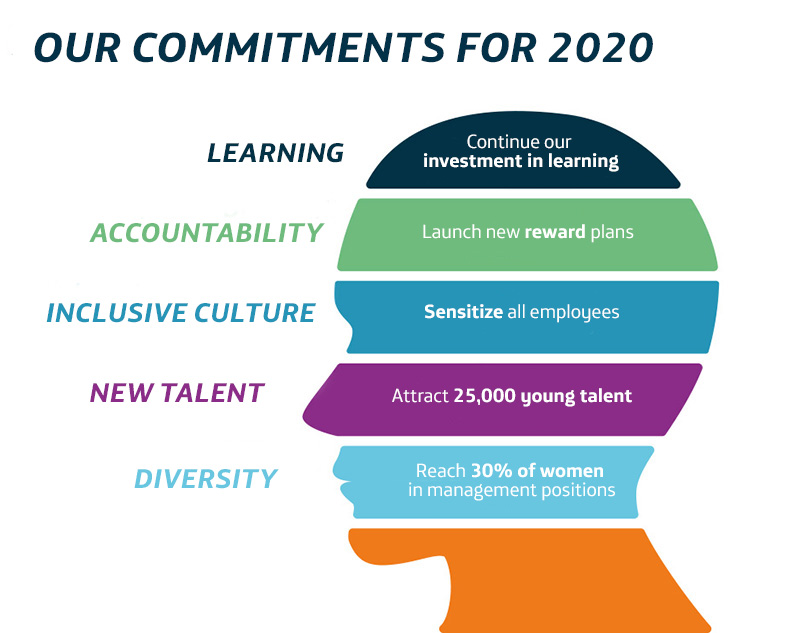 OUR COMMITMENTS FOR 2020
LEARNING
Continue our
investment in learning
ACCOUNTABILITY
Launch new reward plans
INCLUSIVE CULTURE
Sensitize all employees
NEW TALENT
Attract 25,000 young talent
DIVERSITY
Reach 30% of women
in management positions